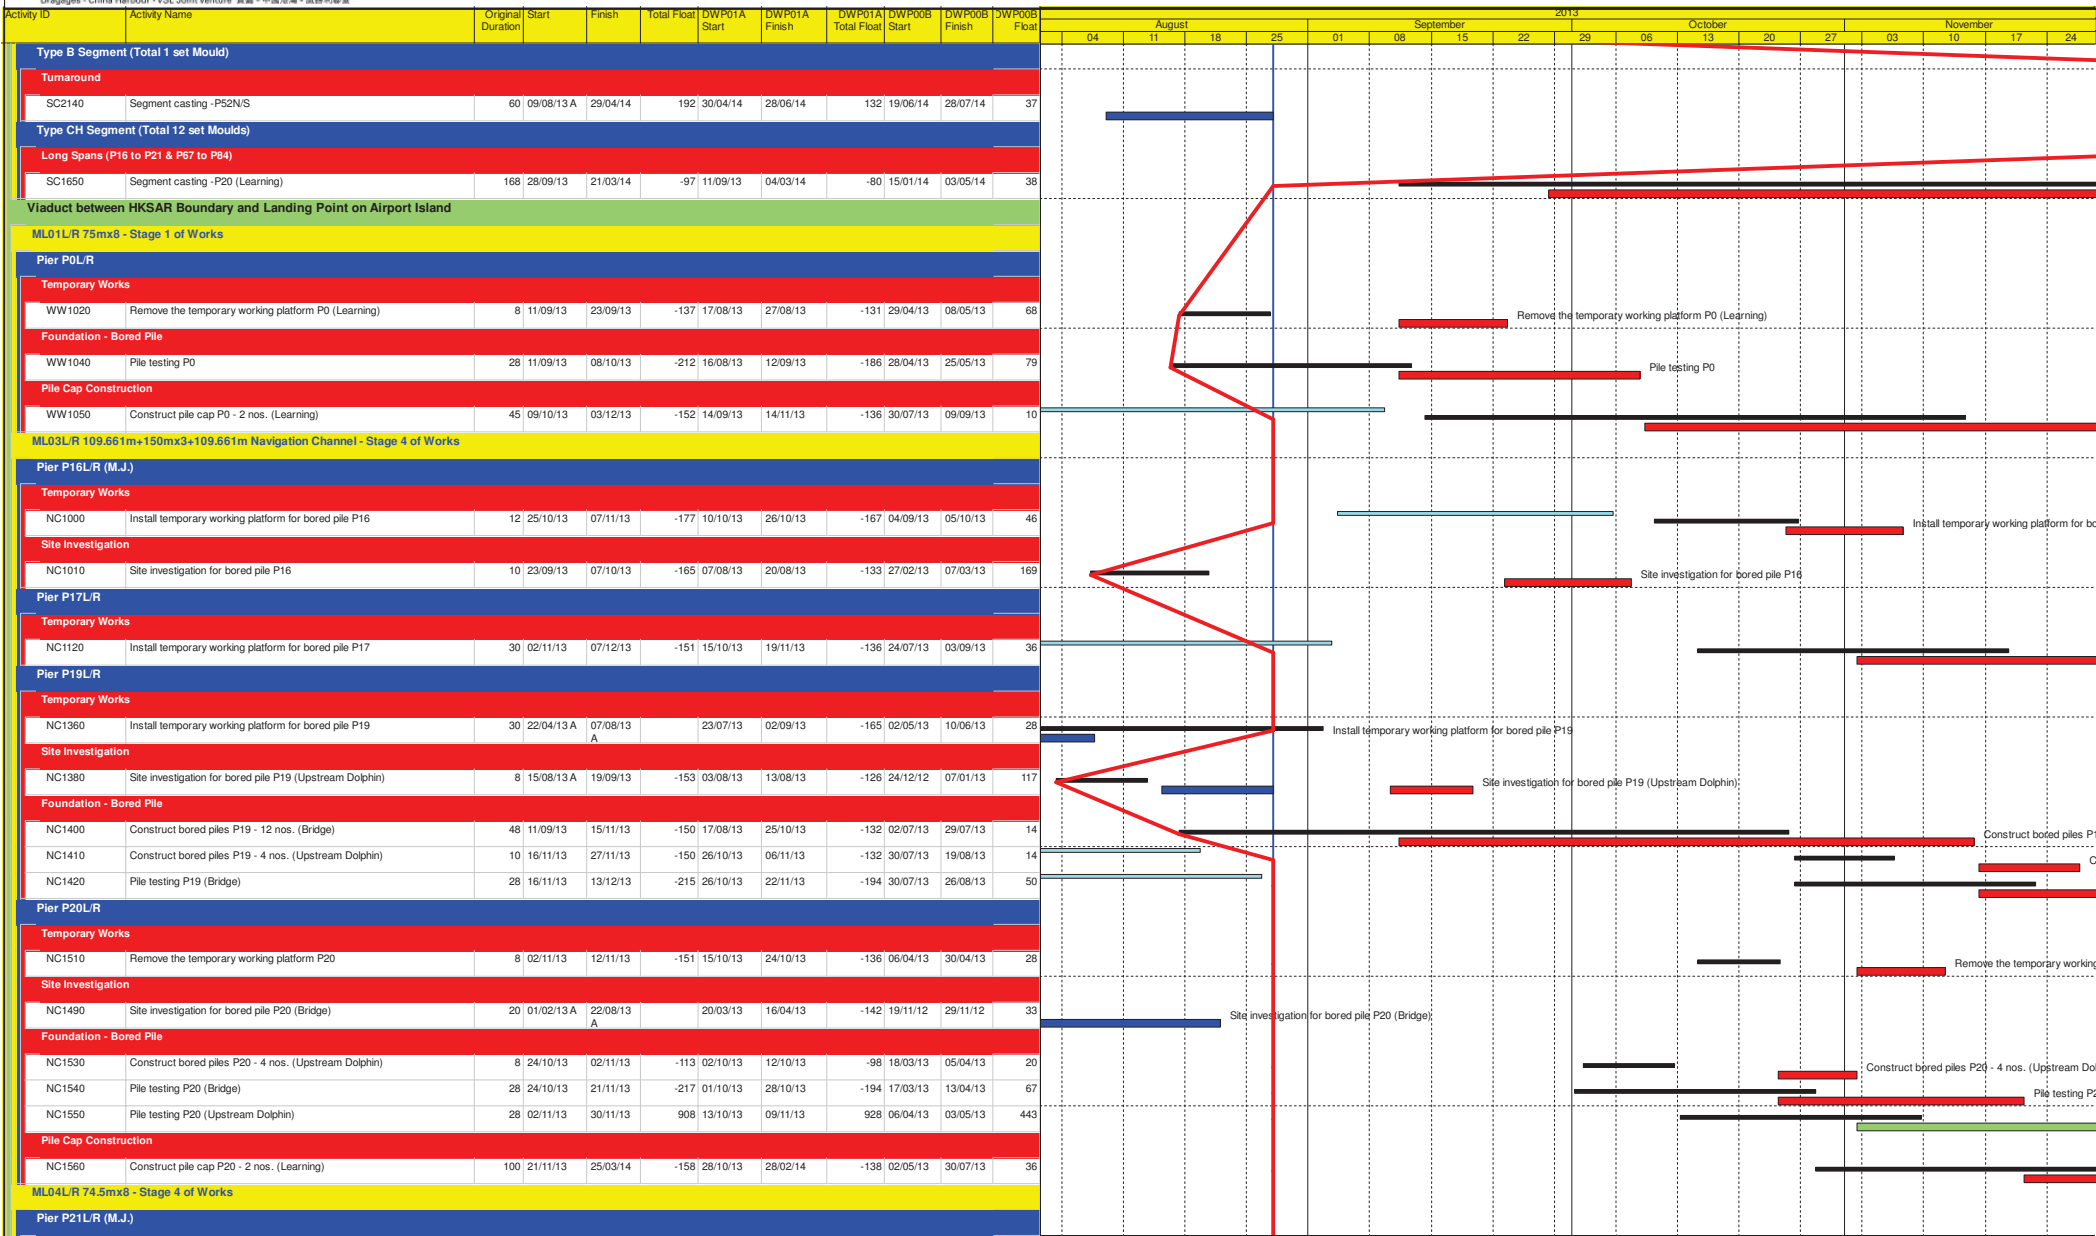 Dragages - China Harbour - VSL Joint Venture
Activity ID Activity Name Original Duration Start Finish Total Float DWP01A Start DWP01A Finish DWP01A Total Float DWP00B Start DWP00B Finish DWP00B Float
2013
August September October November
04 11 18 25 01 08 15 22 29 06 13 20 27 03 10 17 24
Type B Segment (Total 1 set Mould)
Turnaround
SC2140 Segment casting -P52N/S 60 09/08/13 A 29/04/14 192 30/04/14 28/06/14 132 19/06/14 28/07/14 37
Type CH Segment (Total 12 set Moulds)
Long Spans (P16 to P21 & P67 to P84)
SC1650 Segment casting -P20 (Learning) 168 28/09/13 21/03/14 -97 11/09/13 04/03/14 -80 15/01/14 03/05/14 38
Viaduct between HKSAR Boundary and Landing Point on Airport Island
ML01L/R 75mx8 - Stage 1 of Works
Pier P0L/R
Temporary Works
WW1020 Remove the temporary working platform P0 (Learning) 8 11/09/13 23/09/13 -137 17/08/13 27/08/13 -131 29/04/13 08/05/13 68 Remove the temporary working platform P0 (Learning)
Foundation - Bored Pile
WW1040 Pile testing P0 28 11/09/13 08/10/13 -212 16/08/13 12/09/13 -186 28/04/13 25/05/13 79 Pile testing P0
Pile Cap Construction
WW1050 Construct pile cap P0 - 2 nos. (Learning) 45 09/10/13 03/12/13 -152 14/09/13 14/11/13 -136 30/07/13 09/09/13 10
ML03L/R 109.661m+150mx3+109.661m Navigation Channel - Stage 4 of Works
Pier P16L/R (M.J.)
Temporary Works
NC1000 Install temporary working platform for bored pile P16 12 25/10/13 07/11/13 -177 10/10/13 26/10/13 -167 04/09/13 05/10/13 46 Install temporary working platform for bo
Site Investigation
NC1010 Site investigation for bored pile P16 10 23/09/13 07/10/13 -165 07/08/13 20/08/13 -133 27/02/13 07/03/13 169 Site investigation for bored pile P16
Pier P17L/R
Temporary Works
NC1120 Install temporary working platform for bored pile P17 30 02/11/13 07/12/13 -151 15/10/13 19/11/13 -136 24/07/13 03/09/13 36
Pier P19L/R
Temporary Works
NC1360 Install temporary working platform for bored pile P19 30 22/04/13 A 07/08/13 A 23/07/13 02/09/13 -165 02/05/13 10/06/13 28 Install temporary working platform for bored pile P19
Site Investigation
NC1380 Site investigation for bored pile P19 (Upstream Dolphin) 8 15/08/13 A 19/09/13 -153 03/08/13 13/08/13 -126 24/12/12 07/01/13 117 Site investigation for bored pile P19 (Upstream Dolphin)
Foundation - Bored Pile
NC1400 Construct bored piles P19 - 12 nos. (Bridge) 48 11/09/13 15/11/13 -150 17/08/13 25/10/13 -132 02/07/13 29/07/13 14 Construct bored piles P1
NC1410 Construct bored piles P19 - 4 nos. (Upstream Dolphin) 10 16/11/13 27/11/13 -150 26/10/13 06/11/13 -132 30/07/13 19/08/13 14 C
NC1420 Pile testing P19 (Bridge) 28 16/11/13 13/12/13 -215 26/10/13 22/11/13 -194 30/07/13 26/08/13 50
Pier P20L/R
Temporary Works
NC1510 Remove the temporary working platform P20 8 02/11/13 12/11/13 -151 15/10/13 24/10/13 -136 06/04/13 30/04/13 28 Remove the temporary working
Site Investigation
NC1490 Site investigation for bored pile P20 (Bridge) 20 01/02/13 A 22/08/13 A 20/03/13 16/04/13 -142 19/11/12 29/11/12 33 Site investigation for bored pile P20 (Bridge)
Foundation - Bored Pile
NC1530 Construct bored piles P20 - 4 nos. (Upstream Dolphin) 8 24/10/13 02/11/13 -113 02/10/13 12/10/13 -98 18/03/13 05/04/13 20 Construct bored piles P20 - 4 nos. (Upstream Dol
NC1540 Pile testing P20 (Bridge) 28 24/10/13 21/11/13 -217 01/10/13 28/10/13 -194 17/03/13 13/04/13 67 Pile testing P2
NC1550 Pile testing P20 (Upstream Dolphin) 28 02/11/13 30/11/13 908 13/10/13 09/11/13 928 06/04/13 03/05/13 443
Pile Cap Construction
NC1560 Construct pile cap P20 - 2 nos. (Learning) 100 21/11/13 25/03/14 -158 28/10/13 28/02/14 -138 02/05/13 30/07/13 36
ML04L/R 74.5mx8 - Stage 4 of Works
Pier P21L/R (M.J.)